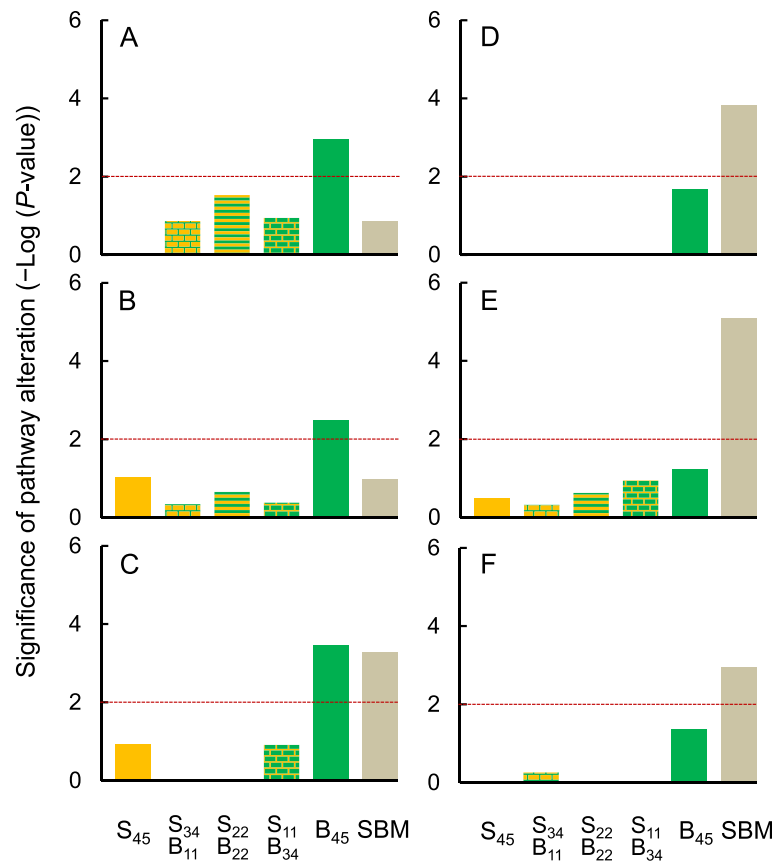 Significance of pathway alteration (−Log (P-value))
A
6
4
2
0
B
6
4
2
0
C
6
4
2
0
S45
S34
B11
S22
B22
S11
B34
B45
SBM
D
6
4
2
0
E
6
4
2
0
F
6
4
2
0
S45
S34
B11
S22
B22
S11
B34
B45
SBM